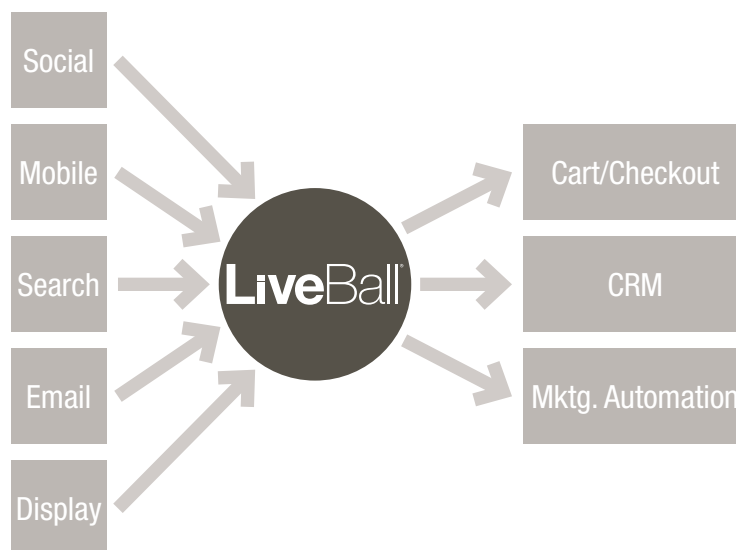 Social
Mobile
Search
Email
Display
LiveBall®
Cart/Checkout
CRM
Mktg. Automation